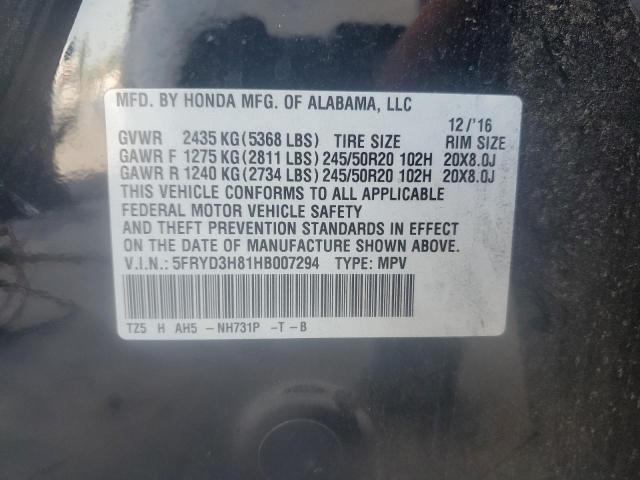 MFD. BY HONDA MFG. OF ALABAMA, LLC
12/'16
GVWR 2435 KG(5368 LBS) TIRE SIZE RIM SIZE
GAWR F 1275 KG(2811 LBS) 245/50R20 102H 20X8.0J
GAWR R 1240 KG(2734 LBS) 245/50R20 102H 20X8.0J
THIS VEHICLE CONFORMS TO ALL APPLICABLE
FEDERAL MOTOR VEHICLE SAFETY
AND THEFT PREVENTION STANDARDS IN EFFECT
ON THE DATE OF MANUFACTURE SHOWN ABOVE.
V.I.N.: 5FRYD3H81HB007294 TYPE: MPV
TZ5 H AH5 -NH731P -T-B